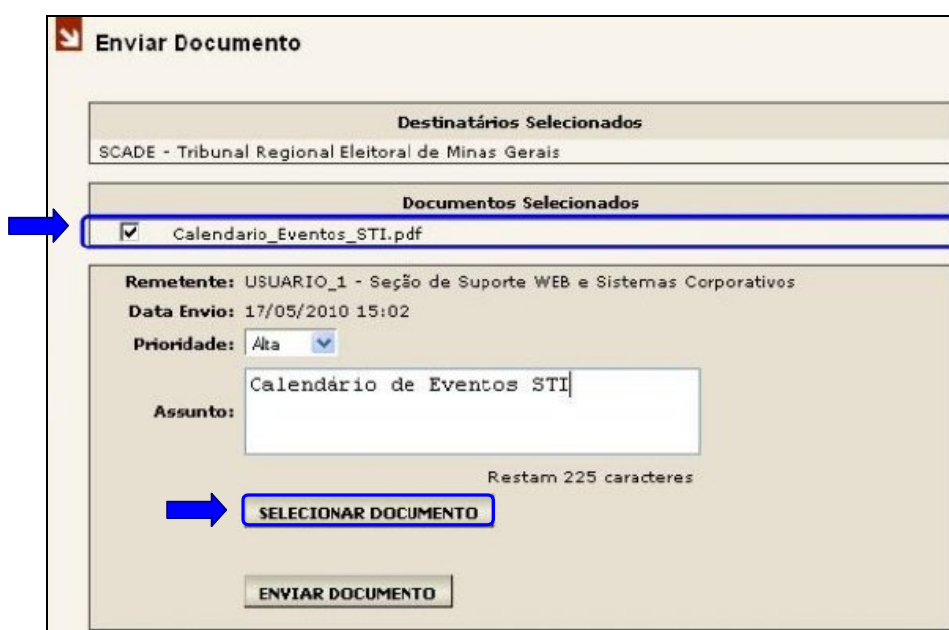 Enviar Documento
Destinatários Selecionados
SCADE - Tribunal Regional Eleitoral de Minas Gerais
Documentos Selecionados
Calendario_Eventos_STI.pdf
Remetente: USUARIO_1 - Seção de Suporte WEB e Sistemas Corporativos
Data Envio: 17/05/2010 15:02
Prioridade: Alta
Assunto: Calendário de Eventos STI
Restam 225 caracteres
SELECIONAR DOCUMENTO
ENVIAR DOCUMENTO